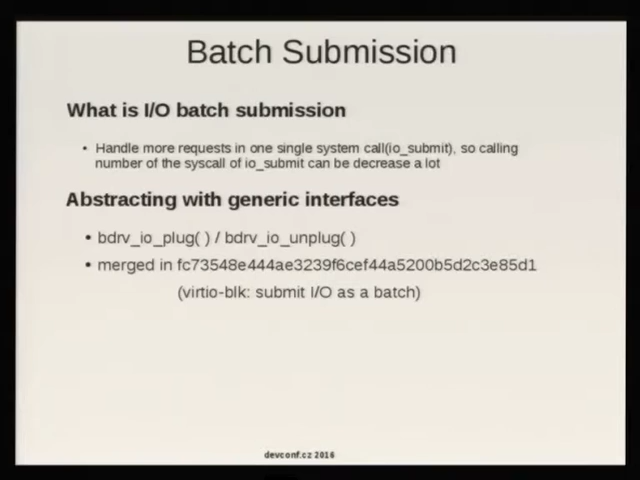 Batch Submission
What is I/O batch submission
• Handle more requests in one single system call(io_submit), so calling
number of the syscall of io_submit can be decrease a lot
Abstracting with generic interfaces
• bdrv_io_plug( ) / bdrv_io_unplug( )
• merged in fc73548e444ae3239f6cef44a5200b5d2c3e85d1
(virtio-blk: submit I/O as a batch)
devconf.cz 2016